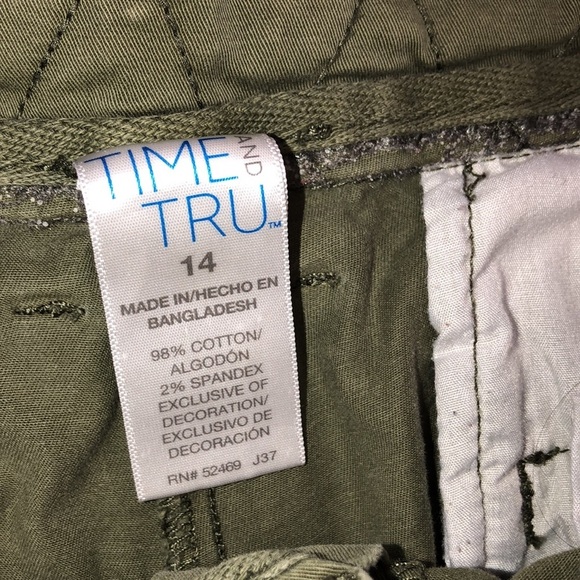 TIME AND
TRU™
14
MADE IN/HECHO EN
BANGLADESH
98% COTTON/
ALGODÓN
2% SPANDEX
EXCLUSIVE OF
DECORATION/
EXCLUSIVO DE
DECORACIÓN
RN# 52469 J37